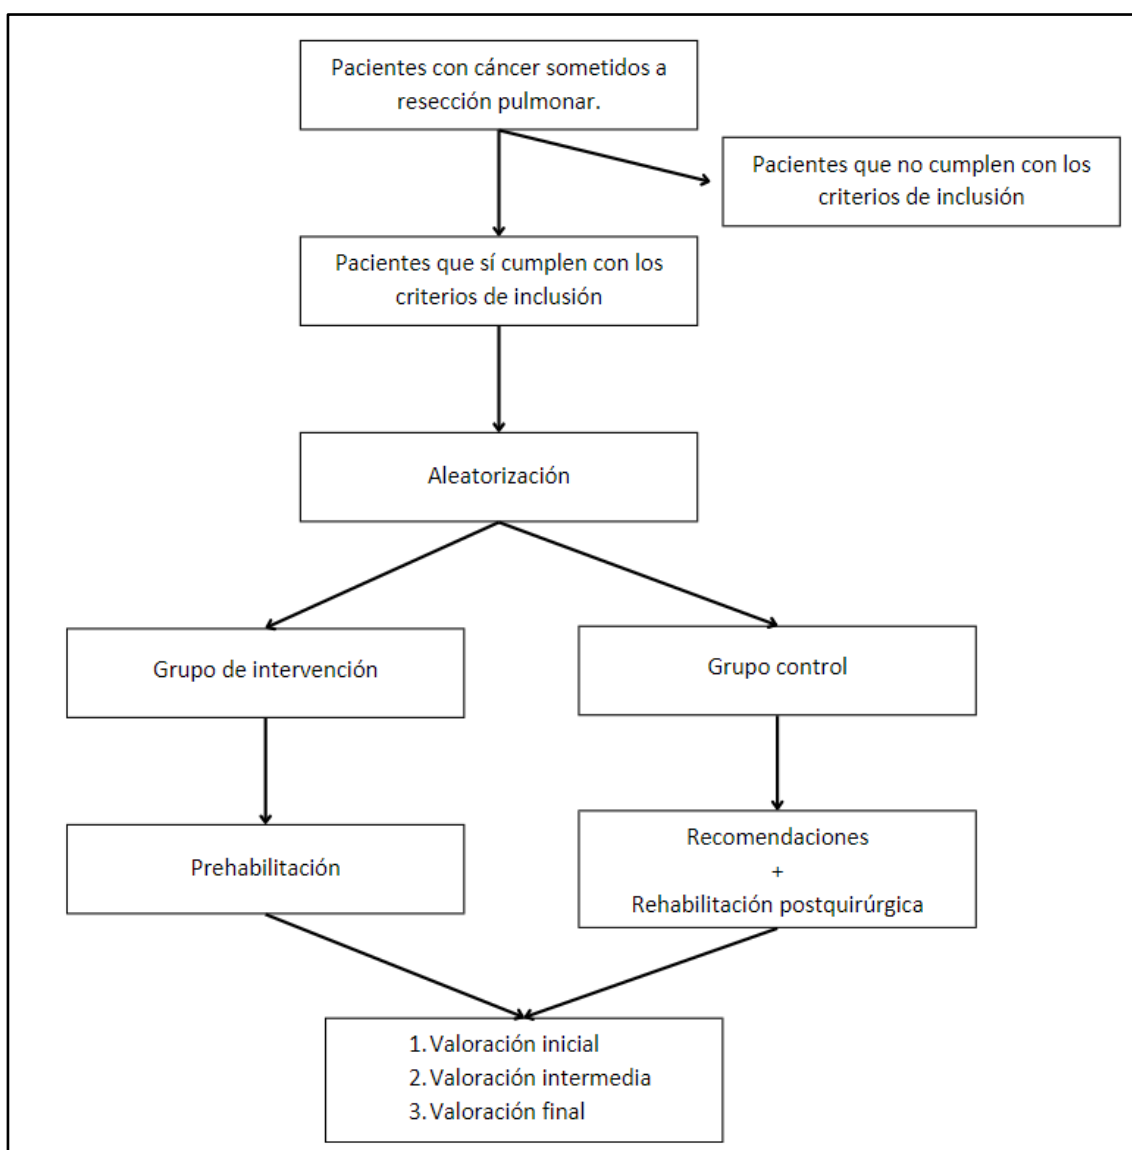 Pacientes con cáncer sometidos a
resección pulmonar.
Pacientes que no cumplen con los
criterios de inclusión
Pacientes que sí cumplen con los
criterios de inclusión
Aleatorización
Grupo de intervención
Grupo control
Prehabilitación
Recomendaciones
+
Rehabilitación postquirúrgica
1. Valoración inicial
2. Valoración intermedia
3. Valoración final